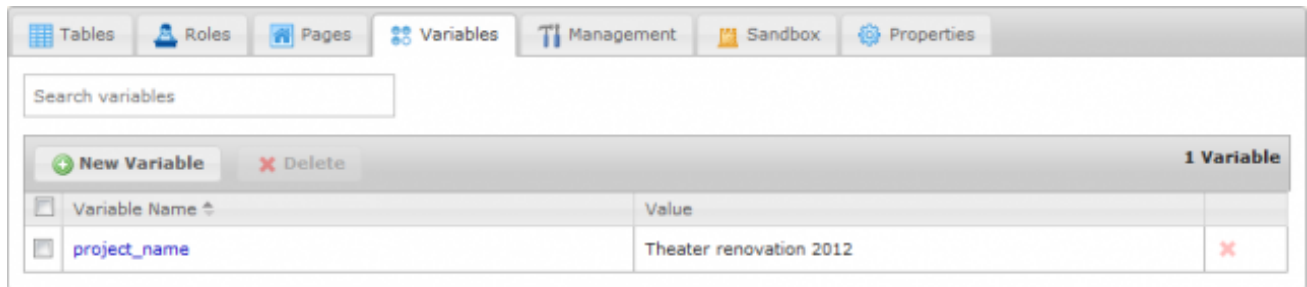 Tables Roles Pages Variables Management Sandbox Properties
Search variables
New Variable Delete 1 Variable
Variable Name Value
project_name Theater renovation 2012